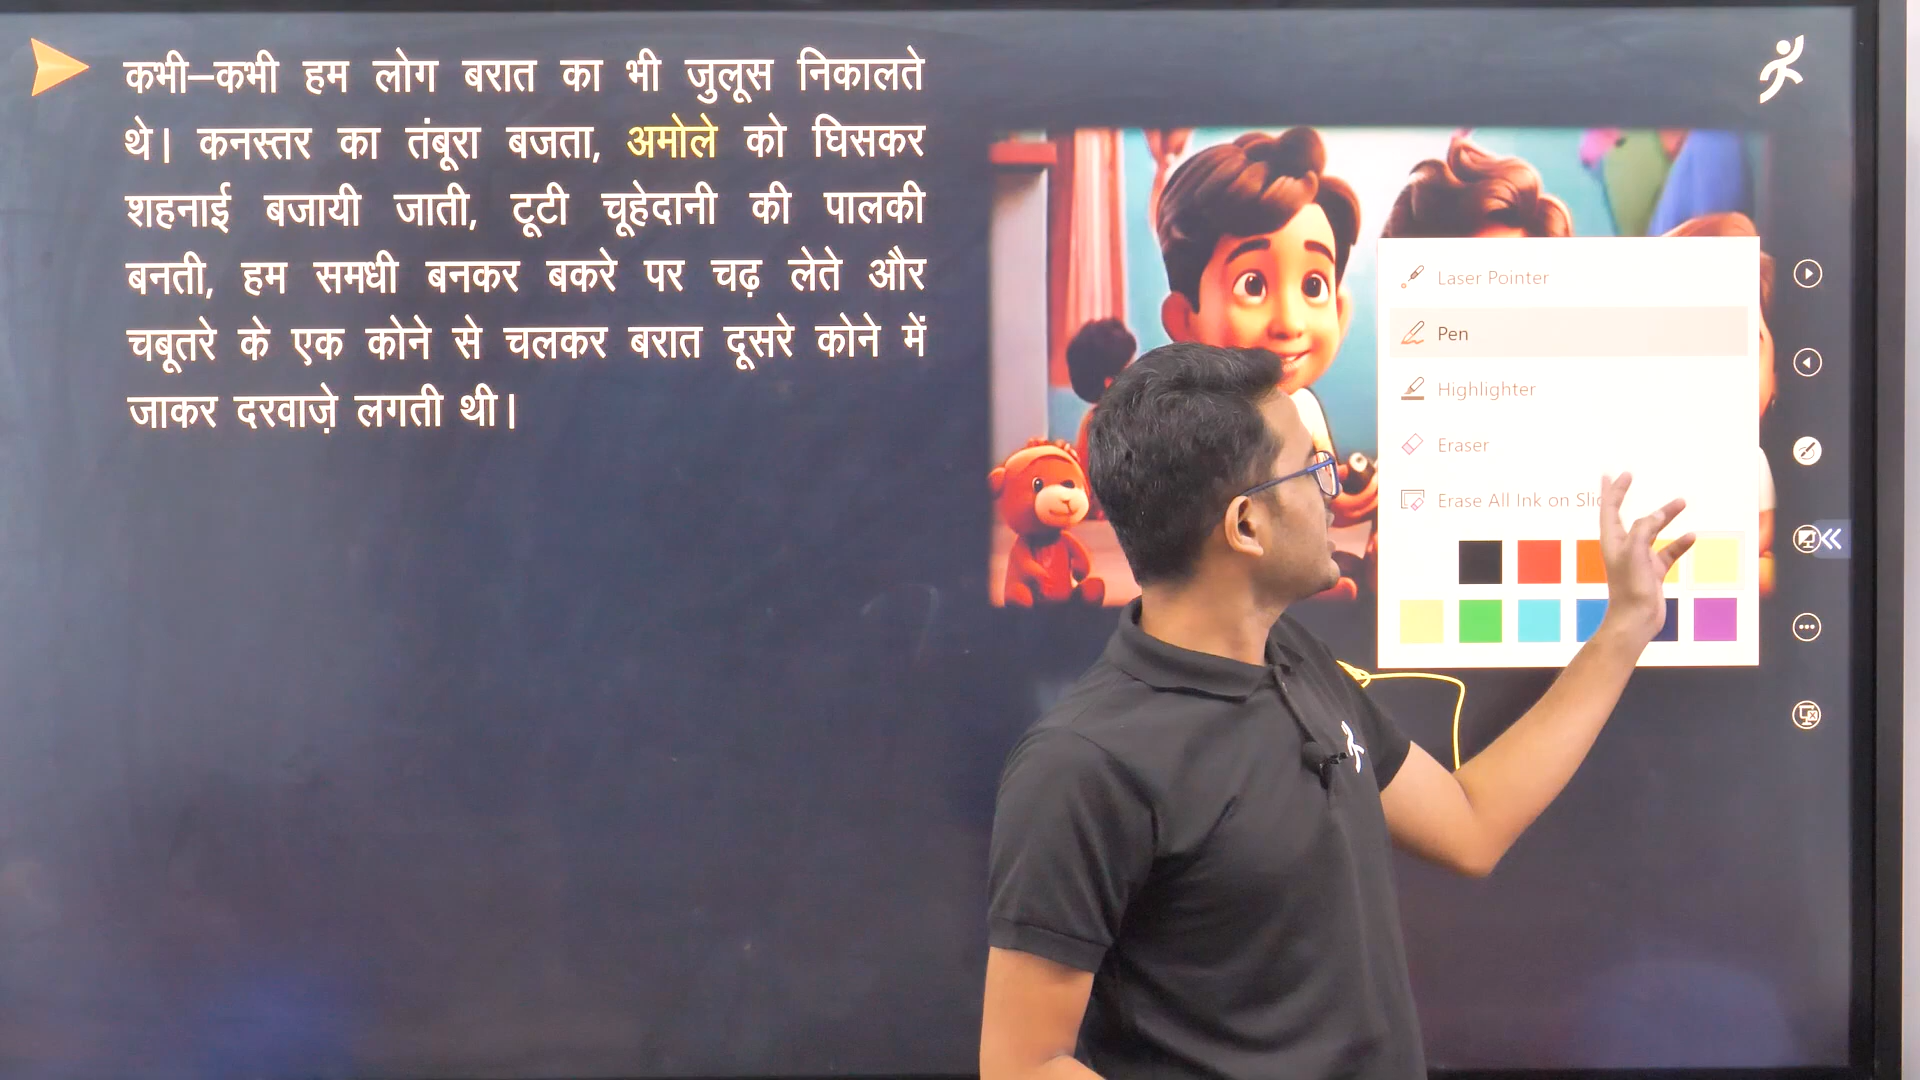 कभी–कभी हम लोग बरात का भी जुलूस निकालते
थे। कनस्तर का तंबूरा बजता, अमोले को घिसकर
शहनाई बजायी जाती, टूटी चूहेदानी की पालकी
बनती, हम समधी बनकर बकरे पर चढ़ लेते और
चबूतरे के एक कोने से चलकर बरात दूसरे कोने में
जाकर दरवाज़े लगती थी।
Laser Pointer
Pen
Highlighter
Eraser
Erase All Ink on